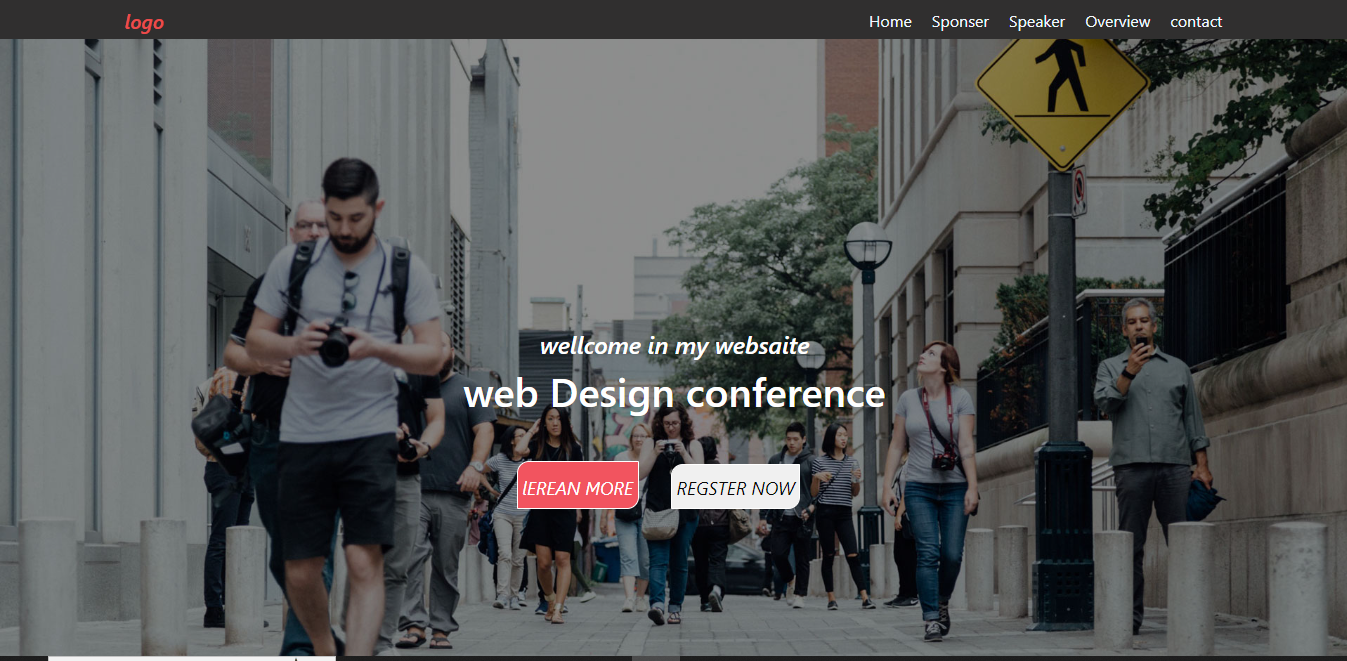 logo
Home Sponser Speaker Overview contact
wellcome in my websaite
web Design conference
lEREAN MORE
REGSTER NOW